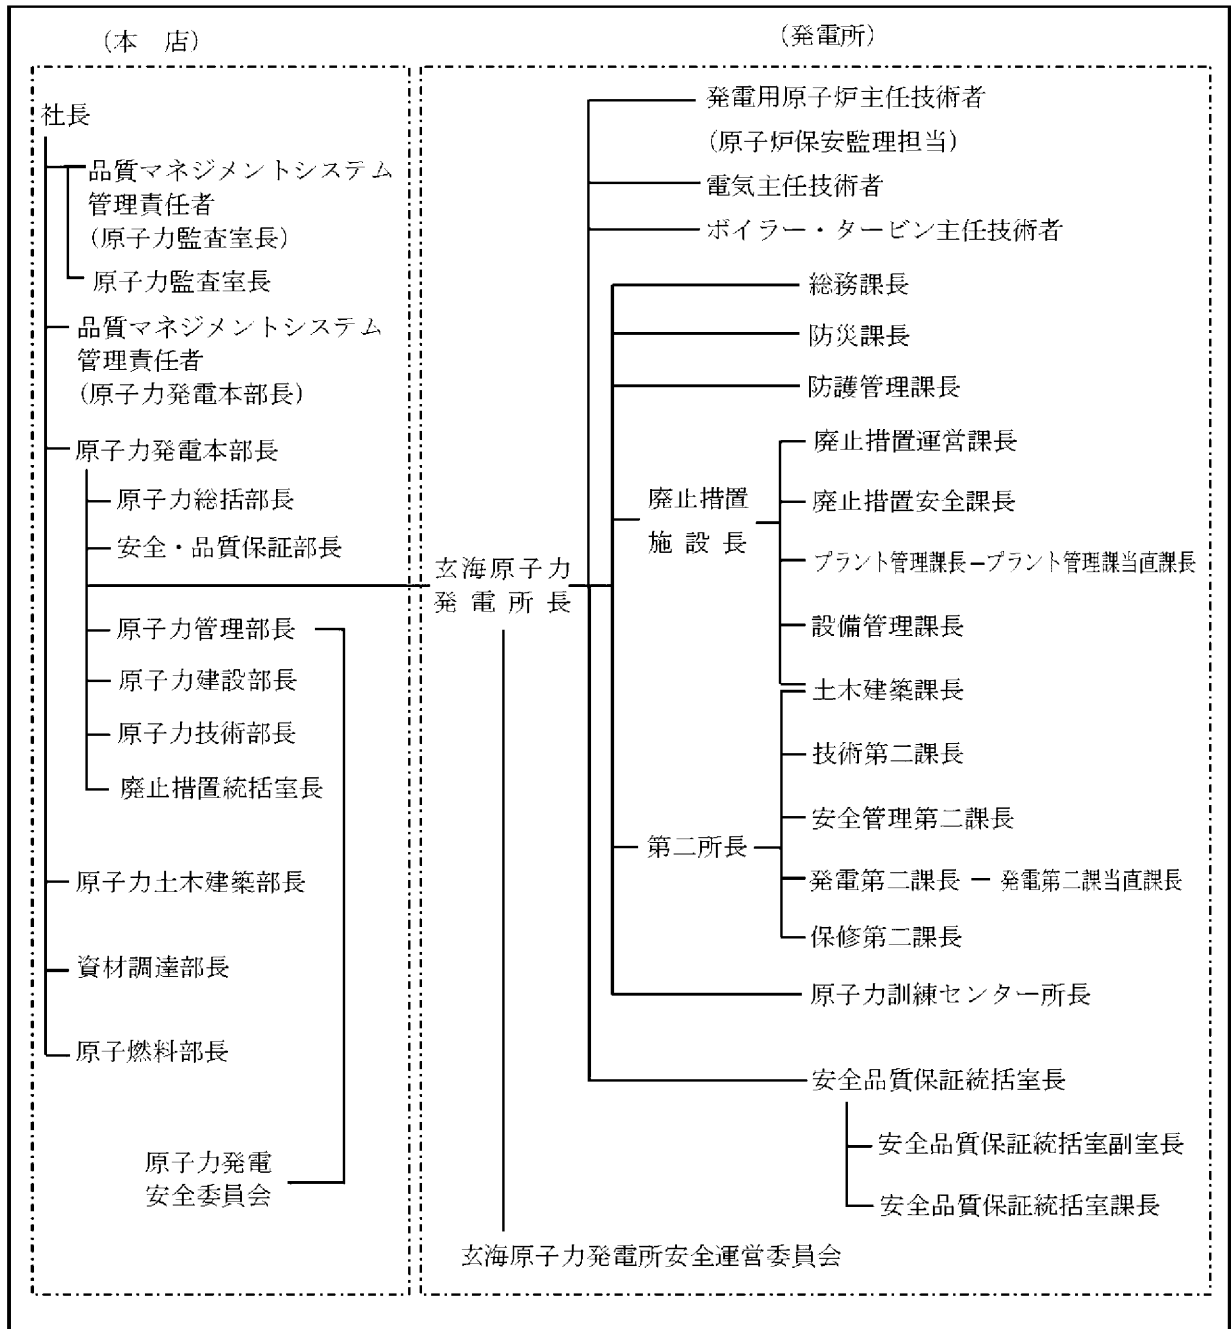 (本 店)
社長
品質マネジメントシステム
管理責任者
(原子力監査室長)
原子力監査室長
品質マネジメントシステム
管理責任者
(原子力発電本部長)
原子力発電本部長
原子力総括部長
安全・品質保証部長
原子力管理部長
原子力建設部長
原子力技術部長
廃止措置統括室長
原子力土木建築部長
資材調達部長
原子燃料部長
原子力発電
安全委員会
(発電所)
玄海原子力
発電所長
発電用原子炉主任技術者
(原子炉保安監理担当)
電気主任技術者
ボイラー・タービン主任技術者
総務課長
防災課長
防護管理課長
廃止措置
施設長
廃止措置運営課長
廃止措置安全課長
プラント管理課長-プラント管理課当直課長
設備管理課長
土木建築課長
第二所長
技術第二課長
安全管理第二課長
発電第二課長 - 発電第二課当直課長
保修第二課長
原子力訓練センター所長
安全品質保証統括室長
安全品質保証統括室副室長
安全品質保証統括室課長
玄海原子力発電所安全運営委員会